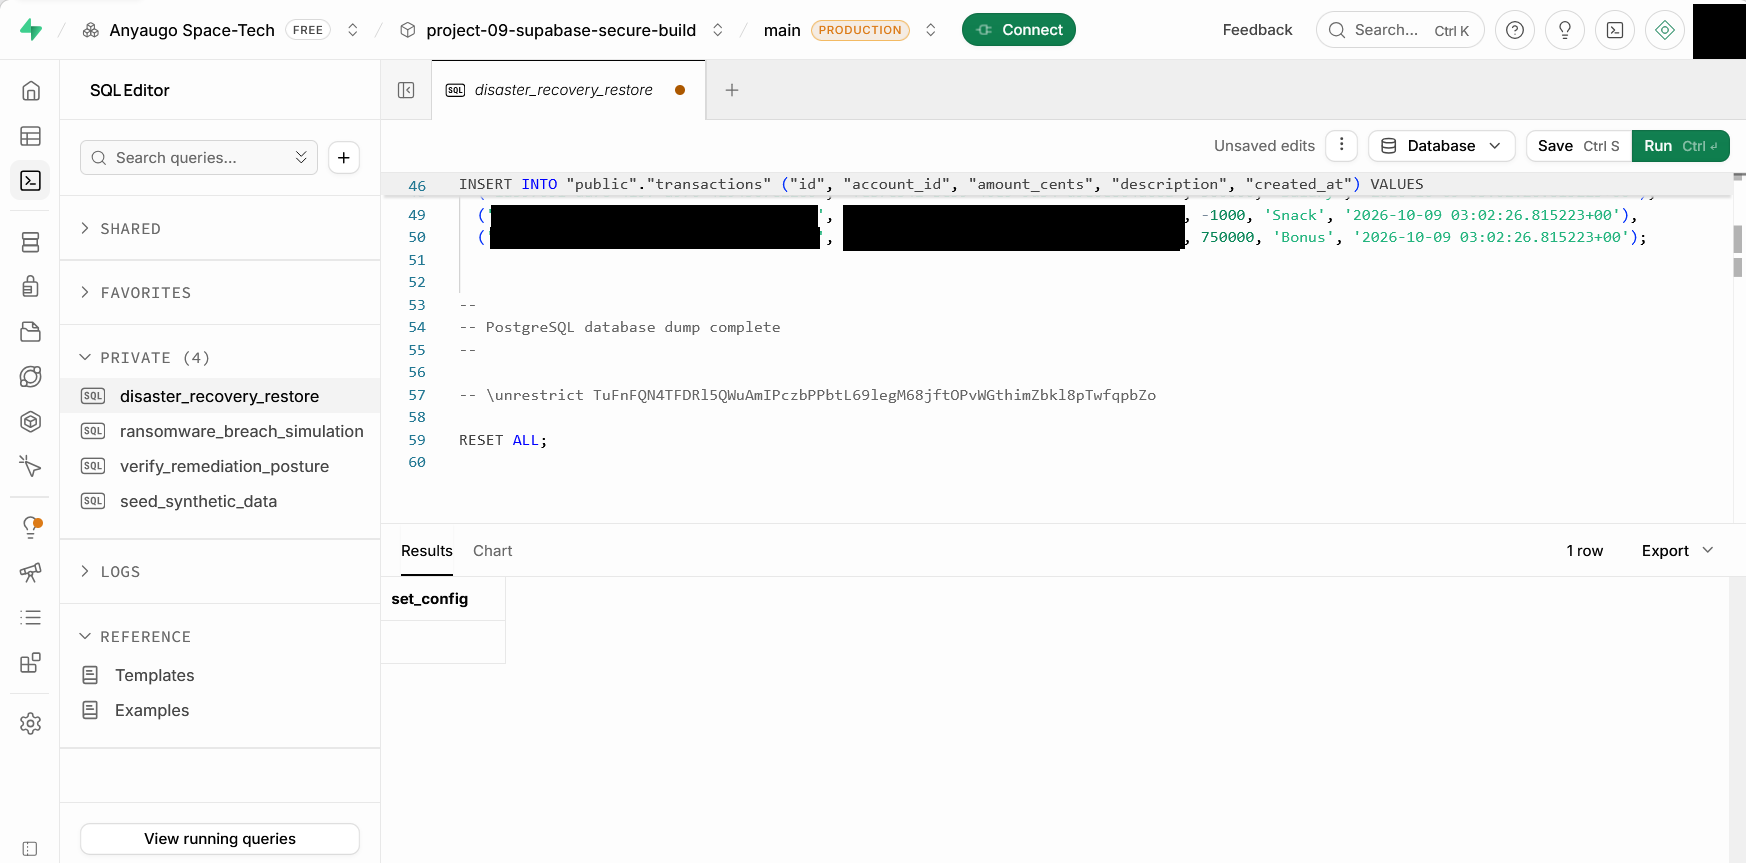 Anyaugo Space-Tech FREE project-09-supabase-secure-build main PRODUCTION Connect Feedback Search... Ctrl K
SQL Editor
SQL disaster_recovery_restore
Search queries...
Unsaved edits Database Save Ctrl S Run Ctrl ↵
46 INSERT INTO "public"."transactions" ("id", "account_id", "amount_cents", "description", "created_at") VALUES
49 (' ', , -1000, 'Snack', '2026-10-09 03:02:26.815223+00'),
50 ( ', , 750000, 'Bonus', '2026-10-09 03:02:26.815223+00');
51
52
53 --
54 -- PostgreSQL database dump complete
55 --
56
57 -- \unrestrict TuFnFQN4TFDRl5QWuAmIPczbPPbtL69legM68jftOPvWGthimZbkl8pTwfqpbZo
58
59 RESET ALL;
60
SHARED
FAVORITES
PRIVATE (4)
SQL disaster_recovery_restore
SQL ransomware_breach_simulation
SQL verify_remediation_posture
SQL seed_synthetic_data
LOGS
REFERENCE
Templates
Examples
View running queries
Results Chart 1 row Export
set_config